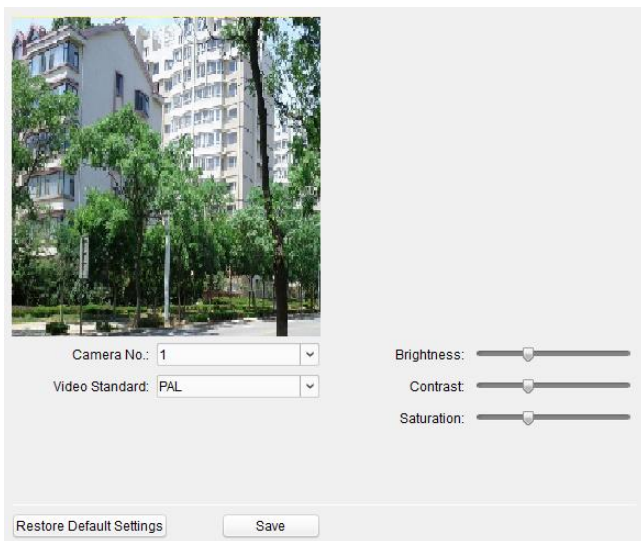 Camera No.: 1
Video Standard: PAL
Brightness:
Contrast:
Saturation:
Restore Default Settings
Save